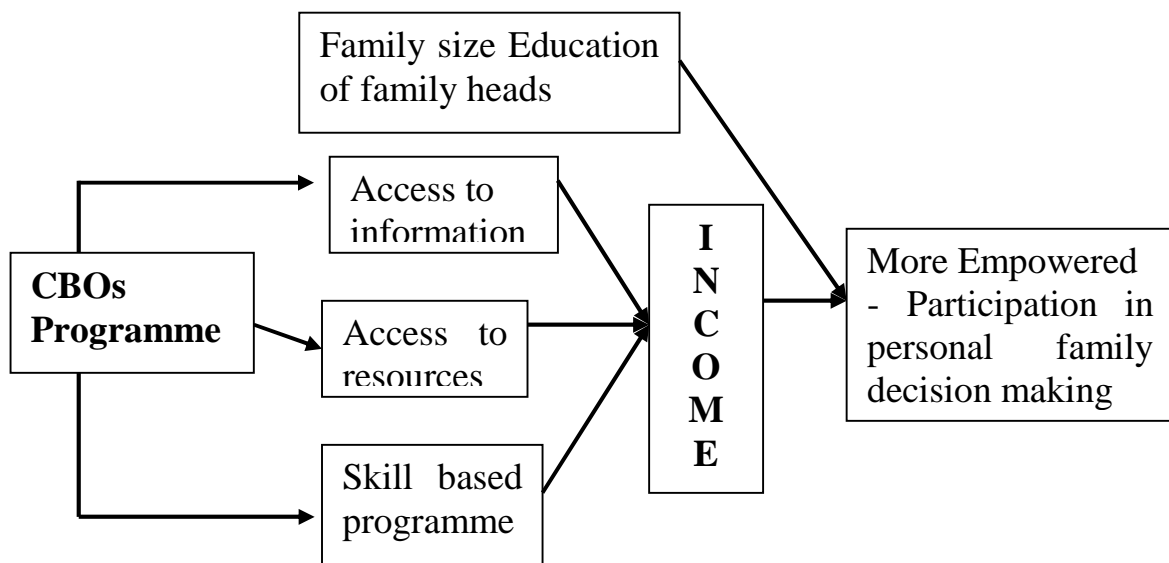 Family size Education
of family heads
Access to
information
CBOs
Programme
Access to
resources
Skill based
programme
I
N
C
O
M
E
More Empowered
- Participation in
personal family
decision making